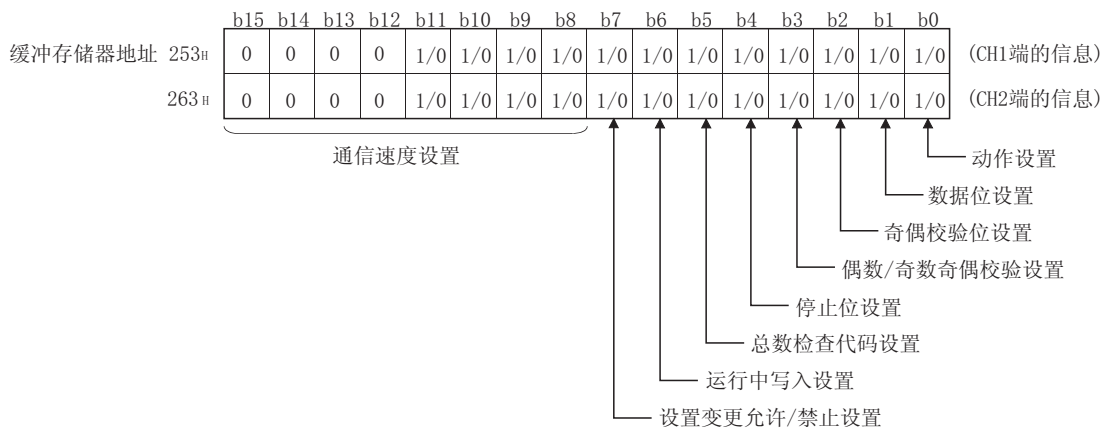 b15 b14 b13 b12 b11 b10 b9 b8 b7 b6 b5 b4 b3 b2 b1 b0
缓冲存储器地址 253H 0 0 0 0 1/0 1/0 1/0 1/0 1/0 1/0 1/0 1/0 1/0 1/0 1/0 1/0 (CH1端的信息)
263H 0 0 0 0 1/0 1/0 1/0 1/0 1/0 1/0 1/0 1/0 1/0 1/0 1/0 1/0 (CH2端的信息)
通信速度设置
动作设置
数据位设置
奇偶校验位设置
偶数/奇数奇偶校验设置
停止位设置
总数检查代码设置
运行中写入设置
设置变更允许/禁止设置